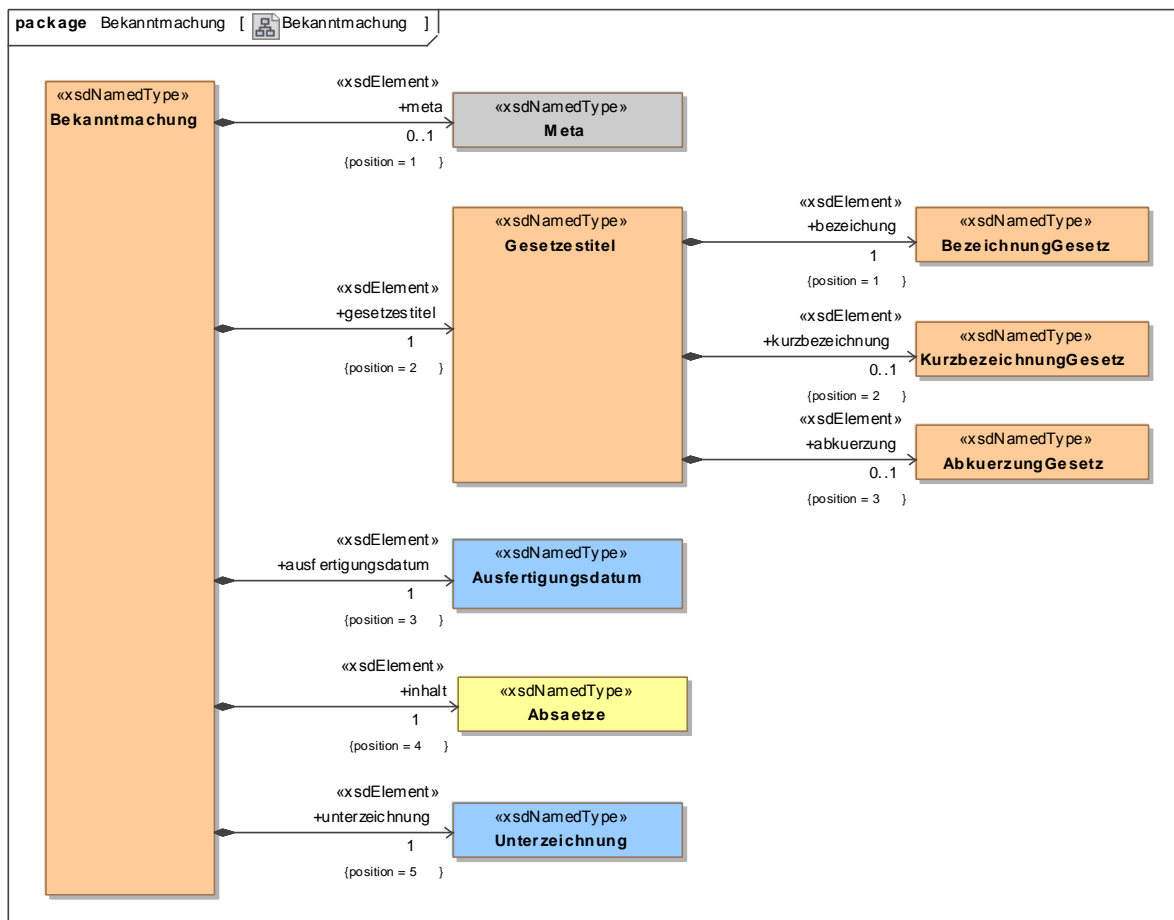 package Bekanntmachung [ Bekanntmachung ]
«xsdNamedType»
Bekanntmachung
«xsdElement»
+meta
0..1
{position = 1 }
«xsdNamedType»
Meta
«xsdElement»
+gesetzestitel
1
{position = 2 }
«xsdNamedType»
Gesetzestitel
«xsdElement»
+bezeichung
1
{position = 1 }
«xsdNamedType»
BezeichnungGesetz
«xsdElement»
+kurzbezeichnung
0..1
{position = 2 }
«xsdNamedType»
KurzbezeichnungGesetz
«xsdElement»
+abkuerzung
0..1
{position = 3 }
«xsdNamedType»
AbkuerzungGesetz
«xsdElement»
+ausfertigungsdatum
1
{position = 3 }
«xsdNamedType»
Ausfertigungsdatum
«xsdElement»
+inhalt
1
{position = 4 }
«xsdNamedType»
Absaetze
«xsdElement»
+unterzeichnung
1
{position = 5 }
«xsdNamedType»
Unterzeichnung